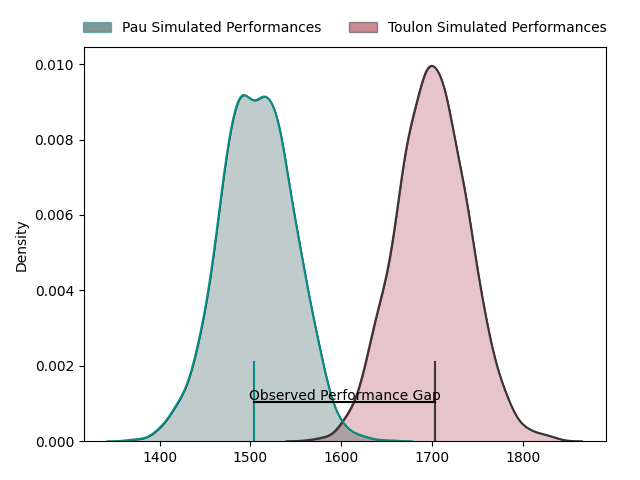 Pau Simulated Performances
Toulon Simulated Performances
0.010
0.008
0.006
0.004
0.002
0.000
Density
Observed Performance Gap
1400
1500
1600
1700
1800